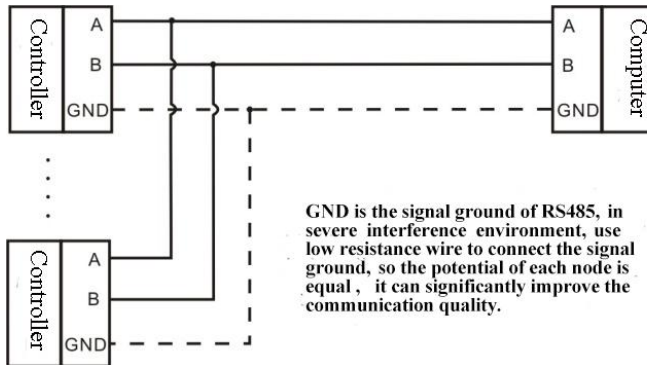 Controller
A
B
GND
A
B
GND
Computer
Controller
A
B
GND
GND is the signal ground of RS485, in
severe interference environment, use
low resistance wire to connect the signal
ground, so the potential of each node is
equal , it can significantly improve the
communication quality.